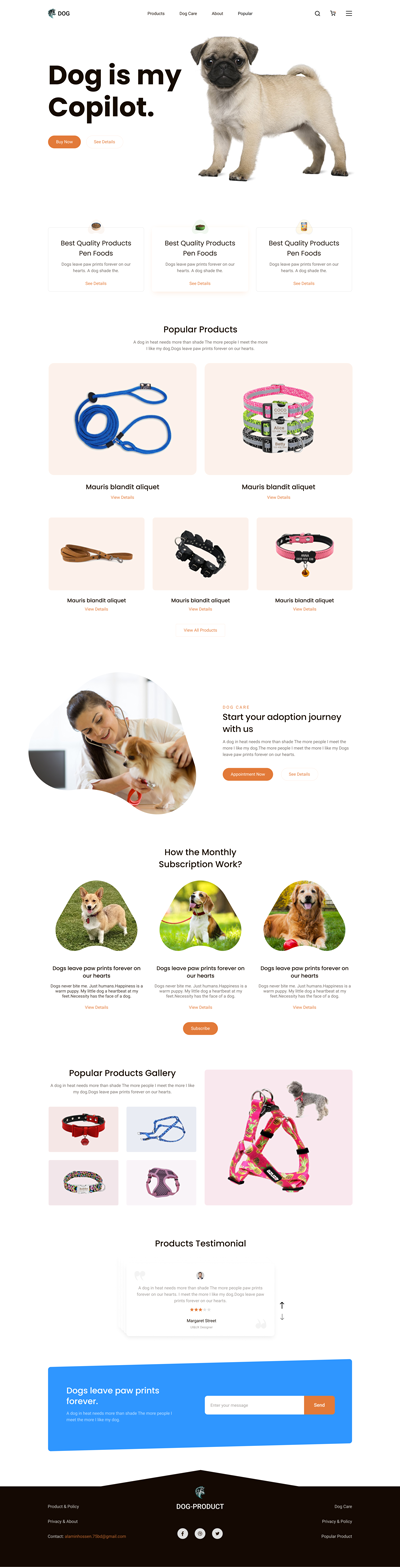 DOG
Products
Dog Care
About
Popular
Dog is my
Copilot.
Buy Now
See Details
Best Quality Products
Pen Foods
Dogs leave paw prints forever on our
hearts. A dog shade the.
See Details
Best Quality Products
Pen Foods
Dogs leave paw prints forever on our
hearts. A dog shade the.
See Details
Best Quality Products
Pen Foods
Dogs leave paw prints forever on our
hearts. A dog shade the.
See Details
Popular Products
A dog in heat needs more than shade.The more people I meet the more
I like my dog.Dogs leave paw prints forever on our hearts.
Mauris blandit aliquet
View Details
Mauris blandit aliquet
View Details
Mauris blandit aliquet
View Details
Mauris blandit aliquet
View Details
Mauris blandit aliquet
View Details
View All Products
DOG CARE
Start your adoption journey
with us
A dog in heat needs more than shade.The more people I meet the
more I like my dog.The more people I meet the more I like my Dogs
leave paw prints forever on our hearts.
Appointment Now
See Details
How the Monthly
Subscription Work?
Dogs leave paw prints forever on
our hearts
Dogs never bite me. Just humans.Happiness is a
warm puppy. My little dog a heartbeat at my
feet.Necessity has the face of a dog.
View Details
Dogs leave paw prints forever on
our hearts
Dogs never bite me. Just humans.Happiness is a
warm puppy. My little dog a heartbeat at my
feet.Necessity has the face of a dog.
View Details
Dogs leave paw prints forever on
our hearts
Dogs never bite me. Just humans.Happiness is a
warm puppy. My little dog a heartbeat at my
feet.Necessity has the face of a dog.
View Details
Subscribe
Popular Products Gallery
A dog in heat needs more than shade.The more people I meet the more I like
my dog.Dogs leave paw prints forever on our hearts.
Products Testimonial
A dog in heat needs more than shade.The more people paw prints
forever on our hearts. I meet the more I like my dog.Dogs leave paw
prints forever on our hearts.
Margaret Street
Dogs leave paw prints
forever.
A dog in heat needs more than shade.The more people I
meet the more I like my dog.
Enter your message
Send
DOG-PRODUCT
Product & Policy
Privacy & About
Contact:
Dog Care
Privacy & Policy
Popular Product